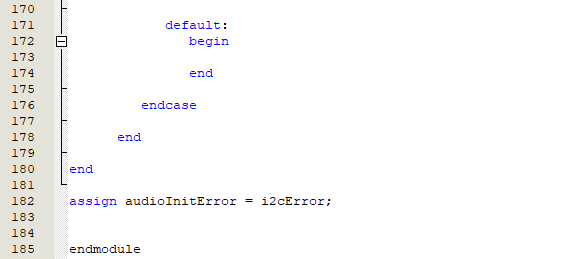 170
171 default:
172 begin
173
174 end
175
176 endcase
177
178 end
179
180 end
181
182 assign audioInitError = i2cError;
183
184
185 endmodule